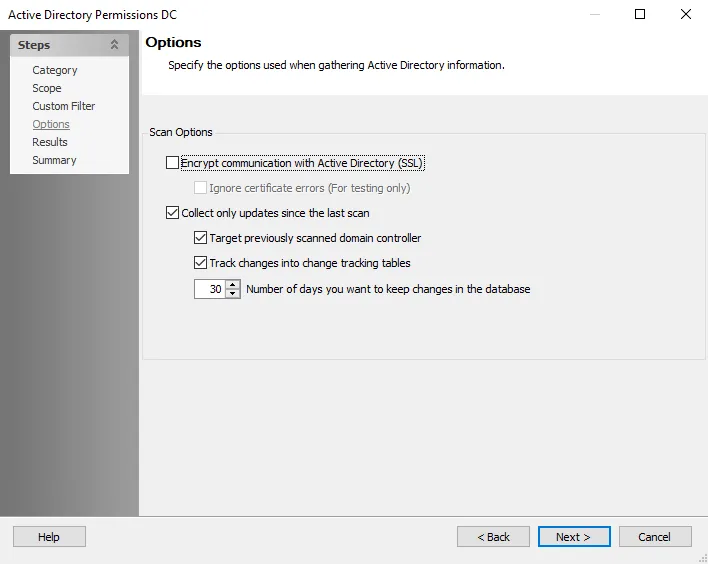 Active Directory Permissions DC
Steps
Category
Scope
Custom Filter
Options
Results
Summary
Options
Specify the options used when gathering Active Directory information.
Scan Options
Encrypt communication with Active Directory (SSL)
Ignore certificate errors (For testing only)
Collect only updates since the last scan
Target previously scanned domain controller
Track changes into change tracking tables
30 Number of days you want to keep changes in the database
Help < Back Next > Cancel